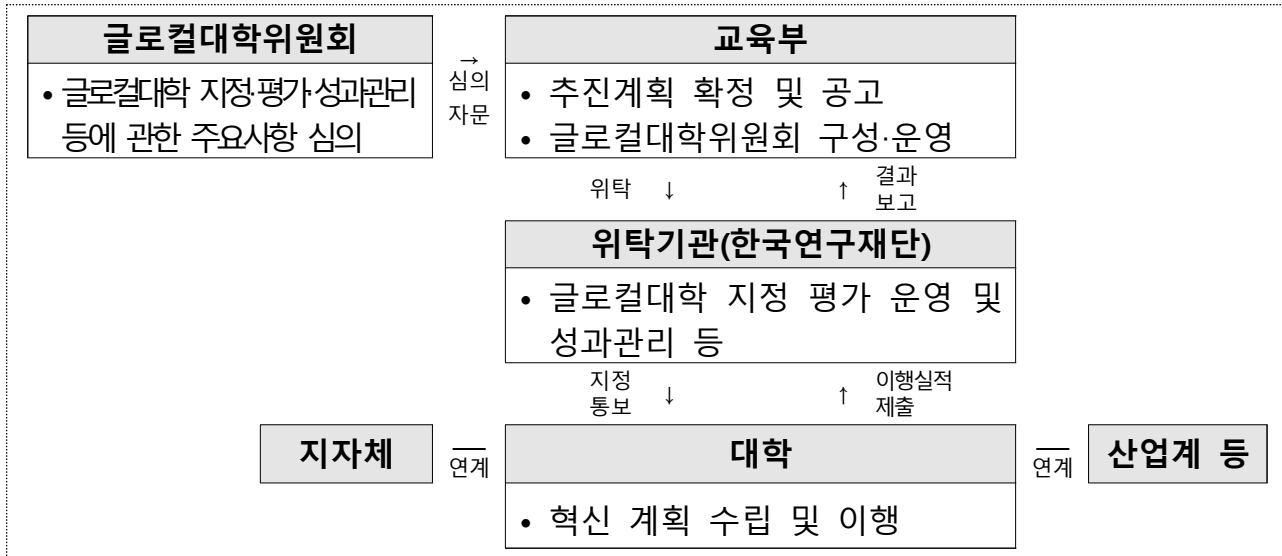 글로컬대학위원회
• 글로컬대학 지정·평가·성과관리
등에 관한 주요사항 심의
→
심의
자문
교육부
• 추진계획 확정 및 공고
• 글로컬대학위원회 구성·운영
위탁 ↓ ↑ 결과
보고
위탁기관(한국연구재단)
• 글로컬대학 지정 평가 운영 및
성과관리 등
지정
통보 ↓ ↑ 이행실적
제출
지자체
연계
대학
• 혁신 계획 수립 및 이행
연계
산업계 등